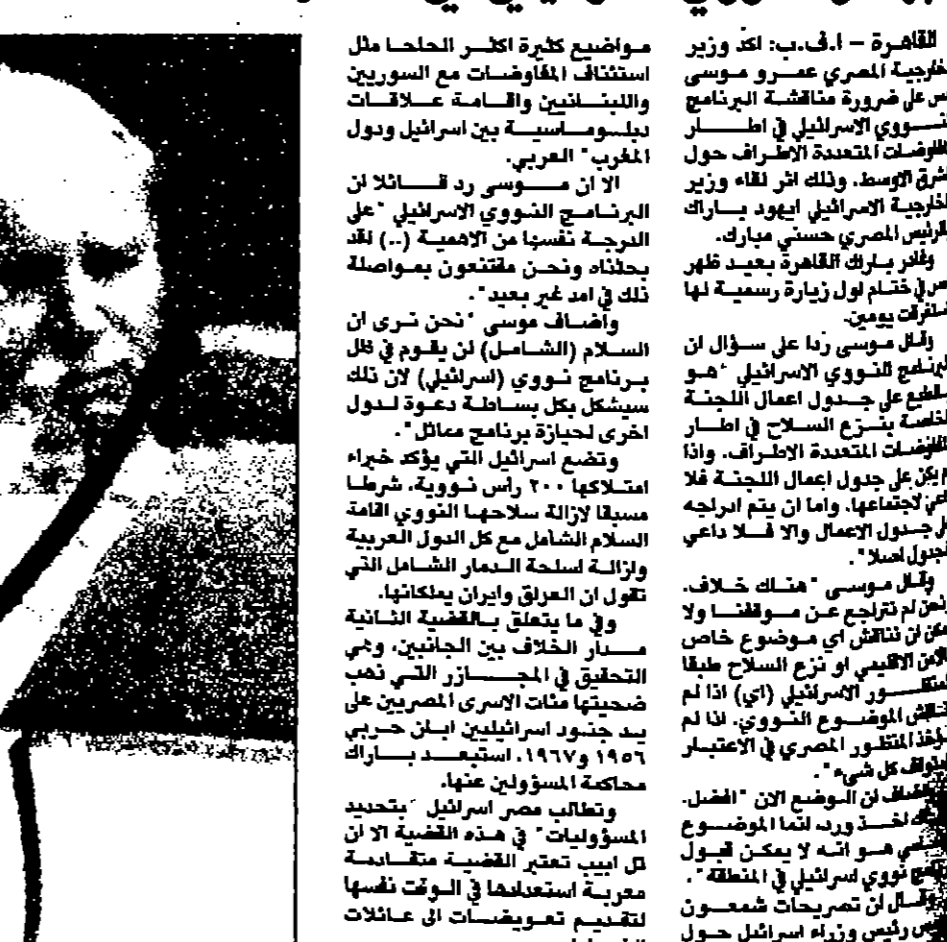 القاهرة – ا.ف.ب: اكد وزير
الخارجية المصري عمرو موسى
على ضرورة مناقشة البرنامج
النووي الاسرائيلي في اطار
المفاوضات المتعددة الاطراف حول
الشرق الاوسط. وذلك اثر لقاء وزير
الخارجية الاسرائيلي ايهود باراك
الرئيس المصري حسني مبارك.
وغادر باراك القاهرة بعيد ظهر
في ختام اول زيارة رسمية لها
استغرقت يومين.
وقال موسى ردا على سؤال ان
البرنامج النووي الاسرائيلي "هو
على جدول اعمال اللجنة
الخاصة بنزع السلاح في اطار
المفاوضات المتعددة الاطراف. واذا
لم يكن على جدول اعمال اللجنة فلا
داعي لاجتماعها. واما ان يتم ادراجه
جدول الاعمال والا فلا داعي
اصلا".
وقال موسى "هناك خلاف.
نحن لم نتراجع عن موقفنا ولا
يمكن ان نناقش اي موضوع خاص
الاقليمي او نزع السلاح طبقا
للمنظور الاسرائيلي (اي) اذا لم
نناقش الموضوع النووي. اذا لم
يؤخذ المنظور المصري في الاعتبار
كل شيء".
ان الوضع الان "افضل.
اخذ ورد، انما الموضوع
هو انه لا يمكن قبول
نووي اسرائيلي في المنطقة".
ان تصريحات شمعون
رئيس وزراء اسرائيل حول
مواضيع كثيرة اكثر الحاحا مثل
استئناف المفاوضات مع السوريين
واللبنانيين واقامة علاقات
دبلوماسية بين اسرائيل ودول
المغرب" العربي.
الا ان موسى رد قائلا ان
البرنامج النووي الاسرائيلي "على
الدرجة نفسها من الاهمية (..) لقد
بحثناه ونحن مقتنعون بمواصلة
ذلك في امد غير بعيد".
واضاف موسى "نحن نرى ان
السلام (الشامل) لن يقوم في ظل
برنامج نووي (اسرائيلي) لان ذلك
سيشكل بكل بساطة دعوة لدول
اخرى لحيازة برنامج مماثل".
وتضع اسرائيل التي يؤكد خبراء
امتلاكها ٢٠٠ رأس نووية، شرطا
مسبقا لازالة سلاحها النووي اقامة
السلام الشامل مع كل الدول العربية
وازالة اسلحة الدمار الشامل التي
تقول ان العراق وايران يملكانها.
وفي ما يتعلق بالقضية الثانية
مدار الخلاف بين الجانبين، وهي
التحقيق في المجازر التي ذهب
ضحيتها مئات الاسرى المصريين على
يد جنود اسرائيليين ابان حربي
١٩٥٦ و١٩٦٧، استبعد باراك
محاكمة المسؤولين عنها.
وتطالب مصر اسرائيل "بتحديد
المسؤوليات" في هذه القضية الا ان
تل ابيب تعتبر القضية متقادمة
معربة استعدادها في الوقت نفسها
لتقديم تعويضات الى عائلات